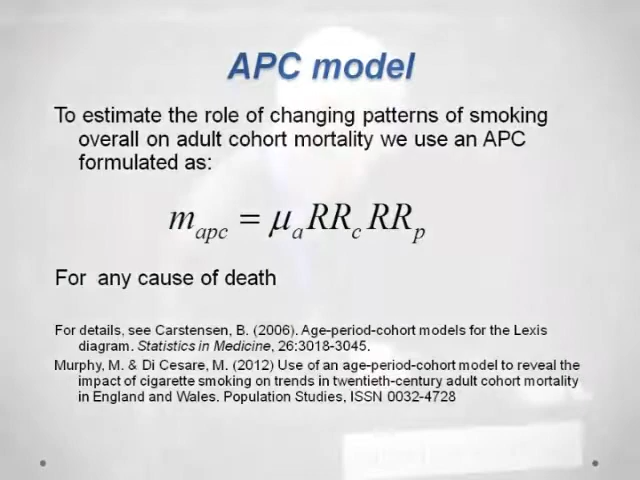 APC model
To estimate the role of changing patterns of smoking
overall on adult cohort mortality we use an APC
formulated as:
m_apc = μ_a RR_c RR_p
For any cause of death
For details, see Carstensen, B. (2006). Age-period-cohort models for the Lexis
diagram. Statistics in Medicine, 26:3018-3045.
Murphy, M. & Di Cesare, M. (2012) Use of an age-period-cohort model to reveal the
impact of cigarette smoking on trends in twentieth-century adult cohort mortality
in England and Wales. Population Studies, ISSN 0032-4728